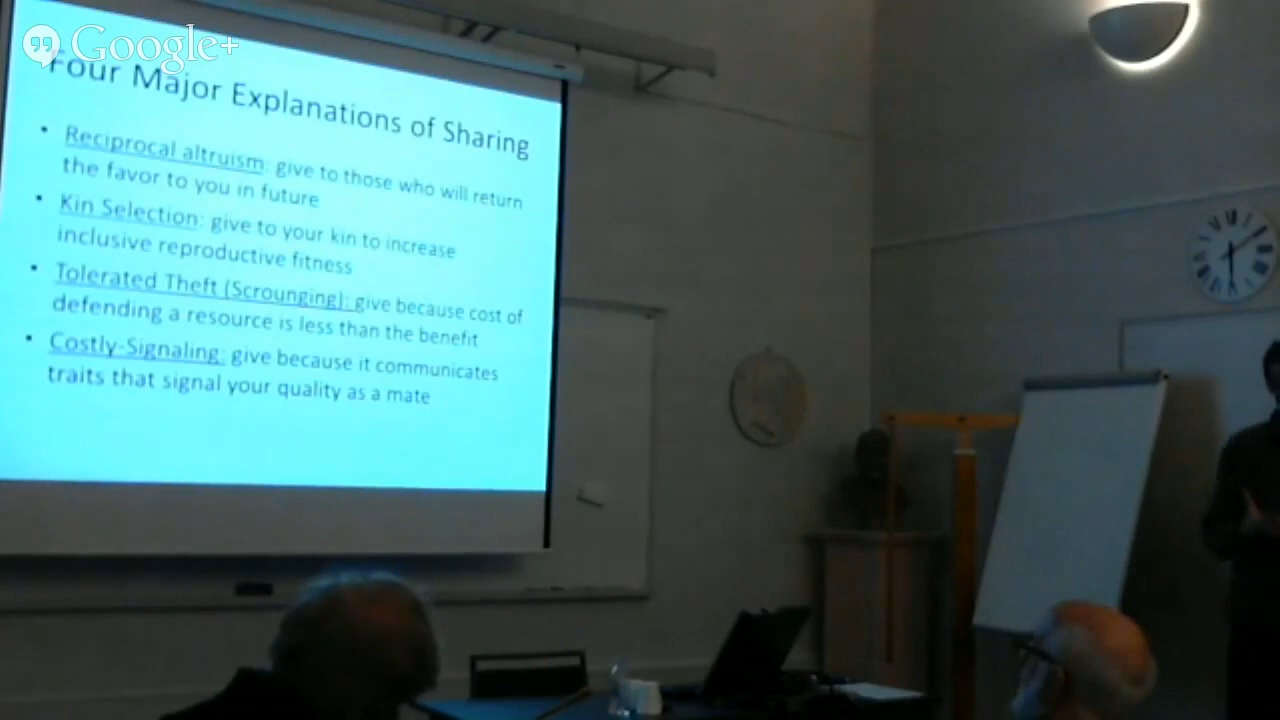 Google+
Four Major Explanations of Sharing
• Reciprocal altruism: give to those who will return
the favor to you in future
• Kin Selection: give to your kin to increase
inclusive reproductive fitness
• Tolerated Theft (Scrounging): give because cost of
defending a resource is less than the benefit
• Costly-Signaling: give because it communicates
traits that signal your quality as a mate